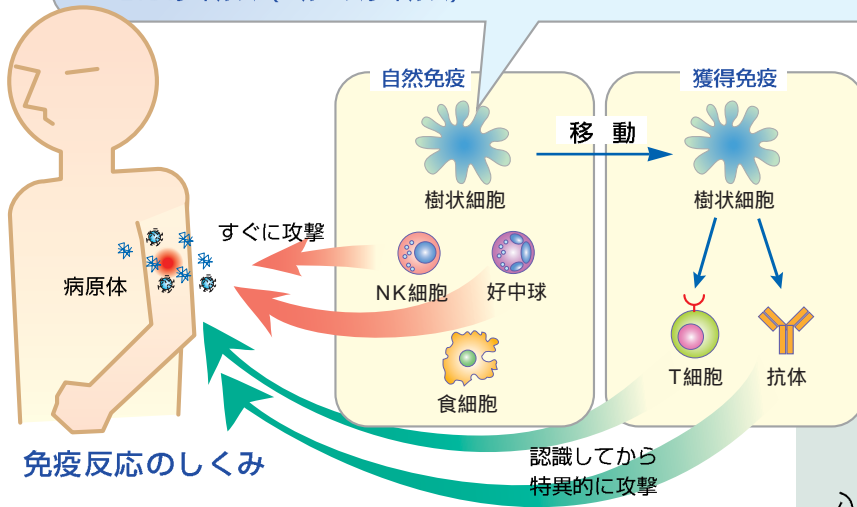 自然免疫
獲得免疫
移 動
樹状細胞
樹状細胞
すぐに攻撃
病原体
NK細胞
好中球
食細胞
T細胞
抗体
認識してから
特異的に攻撃
免疫反応のしくみ